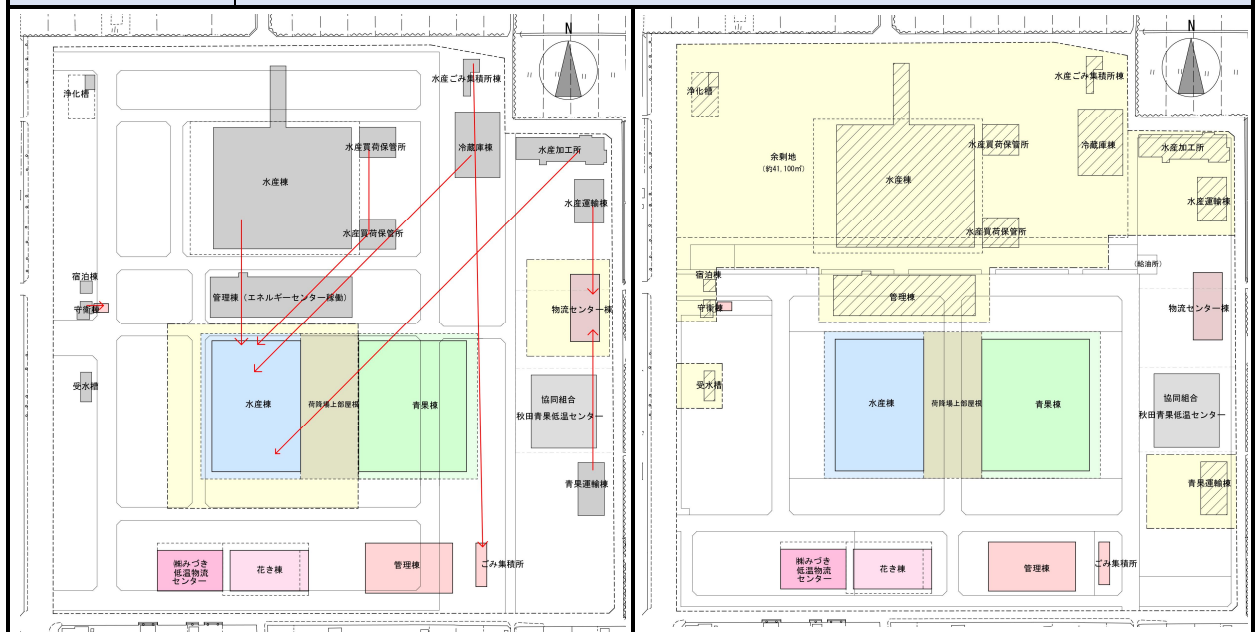 N
水産ごみ集積所棟
浄化槽
水産買荷保管所
冷蔵庫棟
水産加工所
水産棟
水産運輸棟
水産買荷保管所
宿泊棟
管理棟(エネルギーセンター稼働)
守衛棟
物流センター棟
受水槽
水産棟
荷降場上部屋根
青果棟
協同組合
秋田青果低温センター
青果運輸棟
㈱みづき
低温物流
センター
花き棟
管理棟
ごみ集積所
N
水産ごみ集積所棟
浄化槽
余剰地
(約41,100㎡)
水産買荷保管所
冷蔵庫棟
水産加工所
水産棟
水産運輸棟
水産買荷保管所
(給油所)
宿泊棟
管理棟
守衛棟
物流センター棟
受水槽
水産棟
荷降場上部屋根
青果棟
協同組合
秋田青果低温センター
青果運輸棟
㈱みづき
低温物流
センター
花き棟
管理棟
ごみ集積所